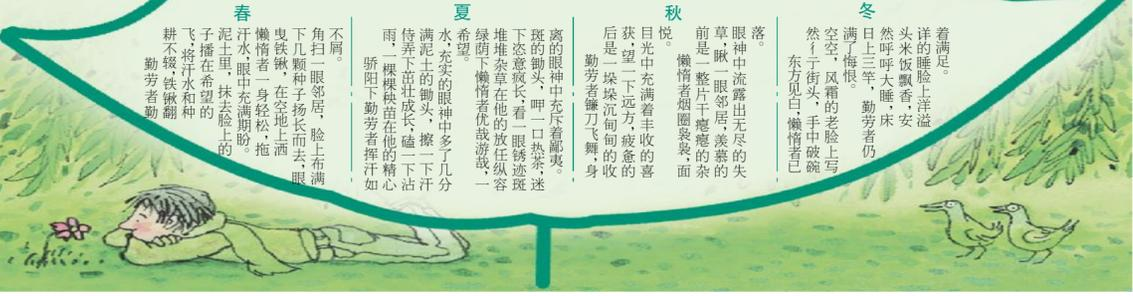 春
勤劳者勤
耕不辍，铁锹翻
飞；将汗水和种
子播在希望的
泥土里，抹去脸上的
汗水，眼中充满期盼。
懒惰者一身轻松，拖
曳铁锹，在空地上洒
下几颗种子扬长而去，眼
角扫一眼邻居，脸上布满
不屑。
夏
骄阳下勤劳者挥汗如
雨，一棵棵秧苗在他的精心
侍弄下茁壮成长，磕一下沾
满泥土的锄头，擦一下汗
水，充实的眼神中多了几分
希望。
绿荫下懒惰者优哉游哉，一
堆堆杂草在他的放任纵容
下恣意疯长，看一眼锈迹斑
斑的锄头，呷一口热茶，迷
离的眼神中充斥着鄙夷。
秋
勤劳者镰刀飞舞，身
后是一垛垛沉甸甸的收
获，望一下远方，疲惫的
目光中充满着丰收的喜
悦。
懒惰者烟圈袅袅，面
前是一整片干瘪瘪的杂
草，瞅一眼邻居，羡慕的
眼神中流露出无尽的失
落。
冬
东方见白，懒惰者已
然彳亍街头，手中破碗
空空，风霜的老脸上写
满了悔恨。
日上三竿，勤劳者仍
然呼呼大睡，床
头米饭飘香，安
详的睡脸上洋溢
着满足。